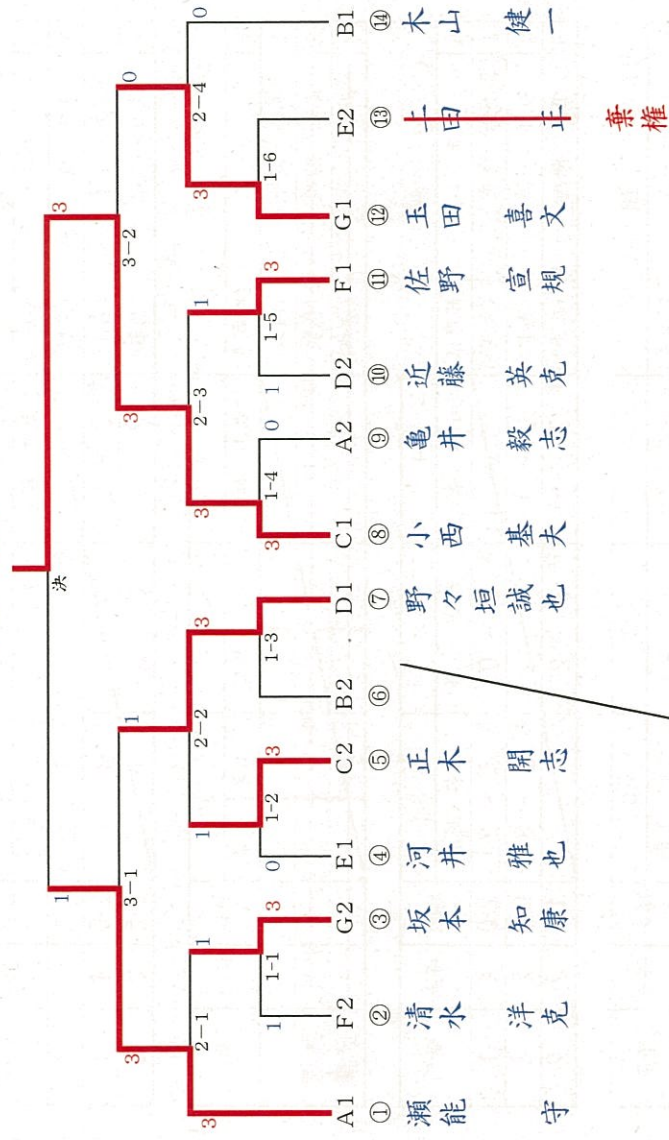 決
3-1
3-2
1
3
2-1
2-2
2-3
2-4
3
1
3
0
1-1
1-2
1-3
1-4
1-5
1-6
3
1
1
3
3
1
3
0
1
3
0
3
3
0
1
3
A1 ① 瀬能 守
F2 ② 清水 洋克
G2 ③ 坂本 知康
E1 ④ 河井 雅也
C2 ⑤ 正木 開志
B2 ⑥
D1 ⑦ 野々垣誠也
C1 ⑧ 小西 基夫
A2 ⑨ 亀井 毅志
D2 ⑩ 近藤 英克
F1 ⑪ 佐野 宣規
G1 ⑫ 玉田 喜文
E2 ⑬ 千田 正 棄権
B1 ⑭ 木山 健一